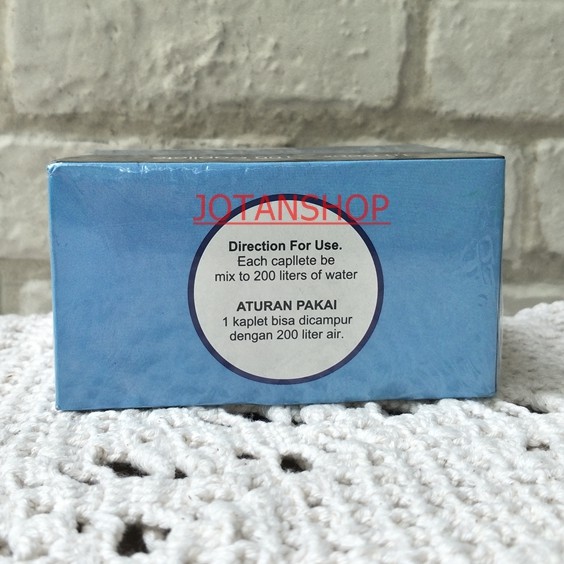 JOTANSHOP
Direction For Use.
Each capllete be
mix to 200 liters of water
ATURAN PAKAI
1 kaplet bisa dicampur
dengan 200 liter air.